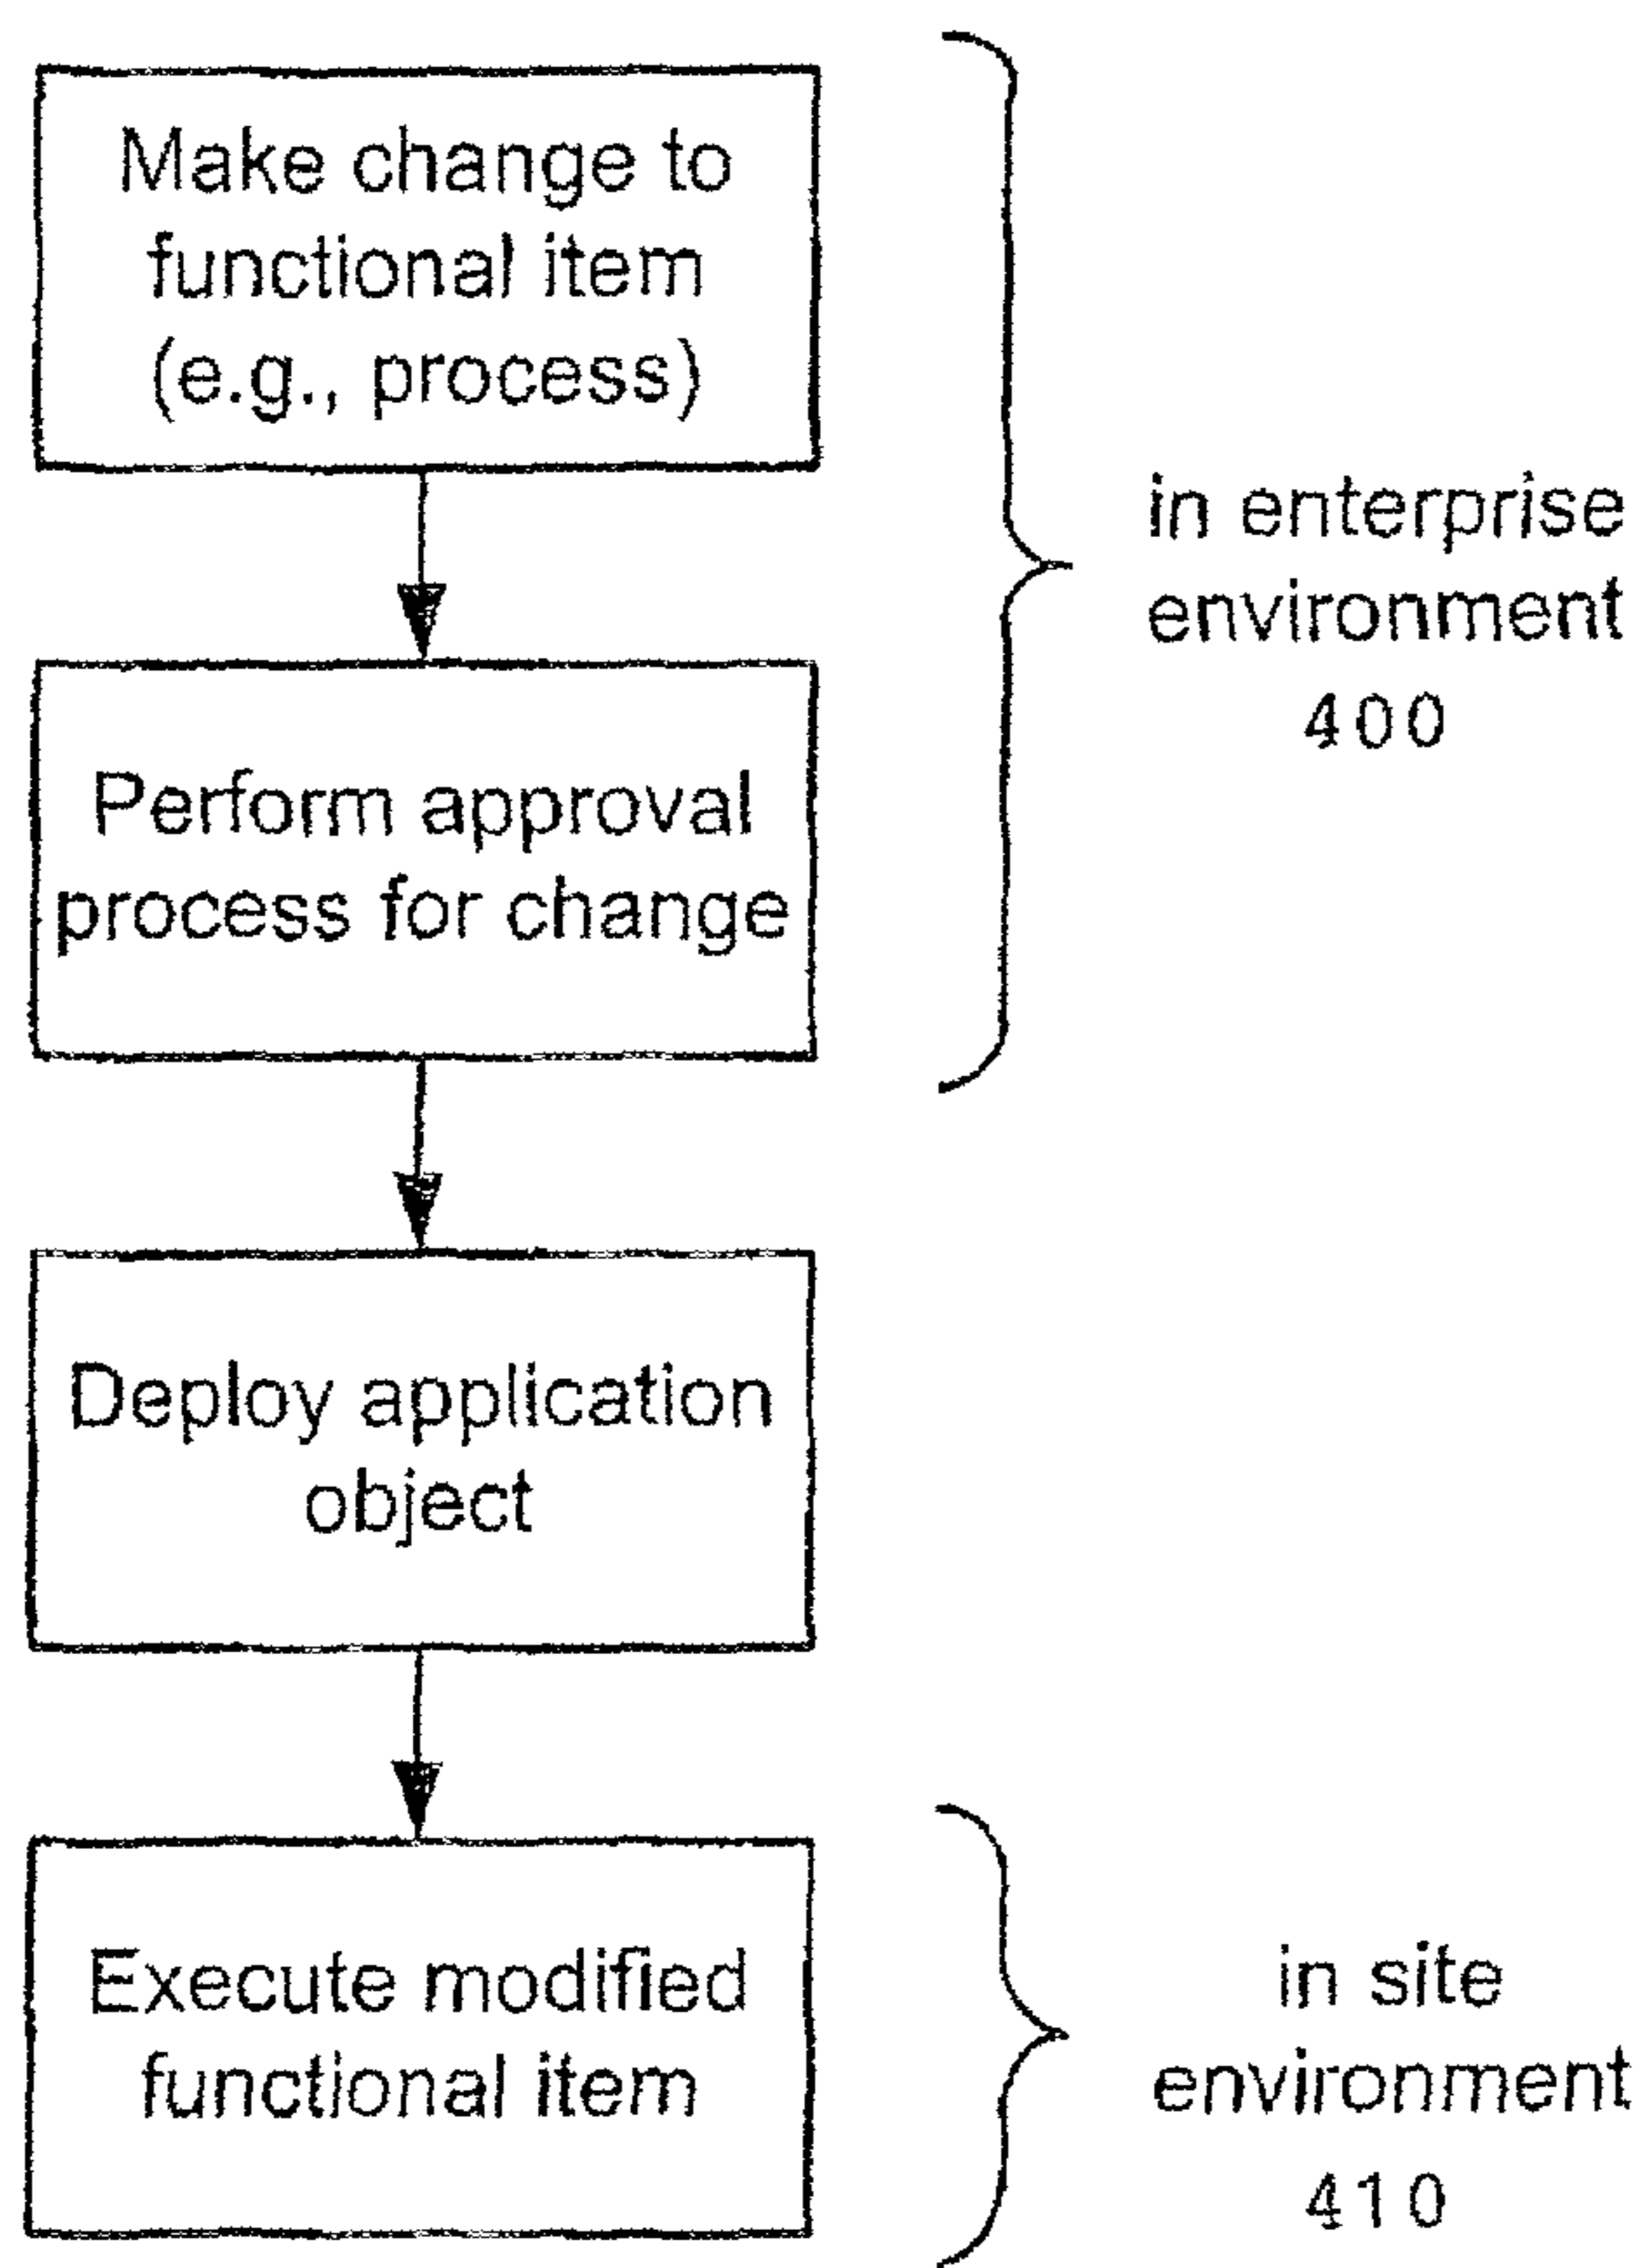 Make change to
functional item
(e.g., process)
in enterprise
environment
400
Perform approval
process for change
Deploy application
object
Execute modified
functional item
in site
environment
410